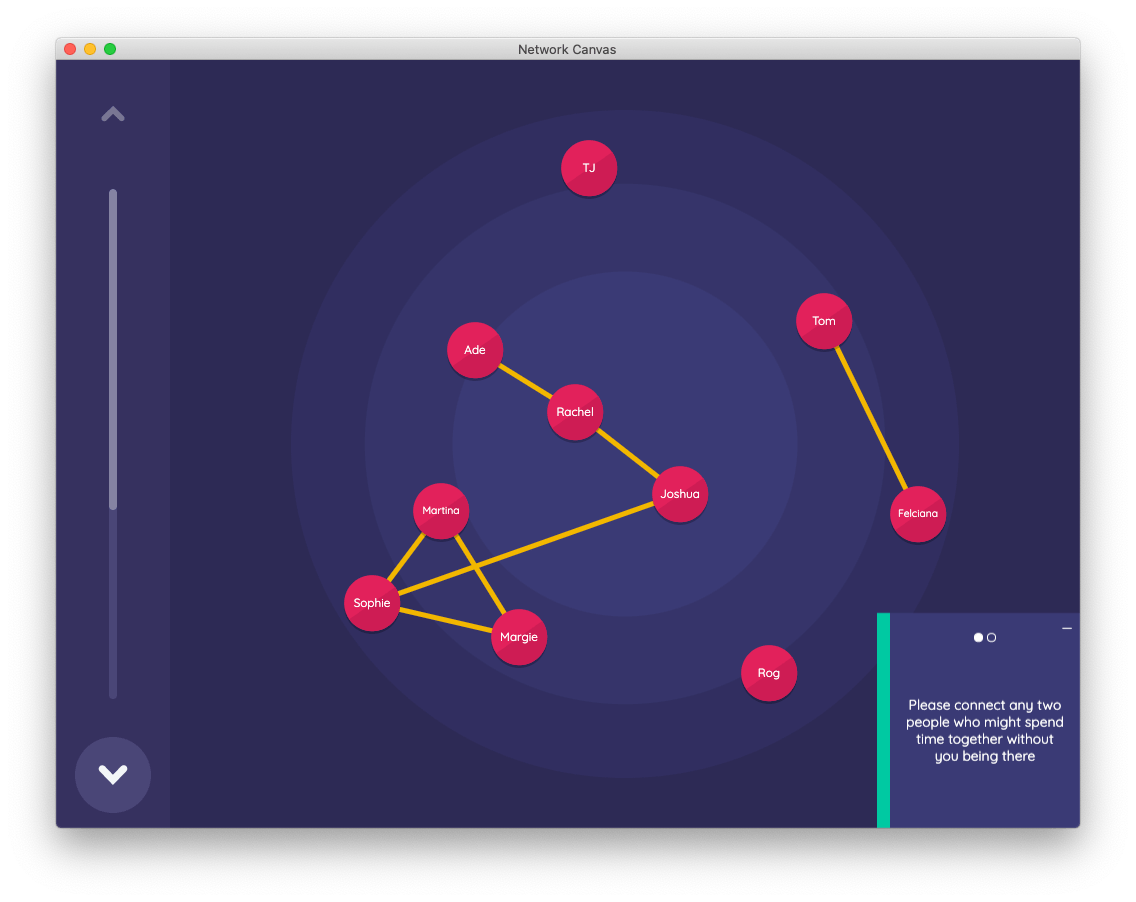 Network Canvas
TJ
Tom
Ade
Rachel
Joshua
Martina
Felciana
Sophie
Margie
Rog
Please connect any two
people who might spend
time together without
you being there